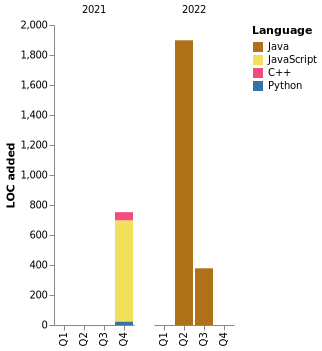 2021 2022
Language
Java
JavaScript
C++
Python
LOC added
2,000
1,800
1,600
1,400
1,200
1,000
800
600
400
200
0
Q1 Q2 Q3 Q4 Q1 Q2 Q3 Q4